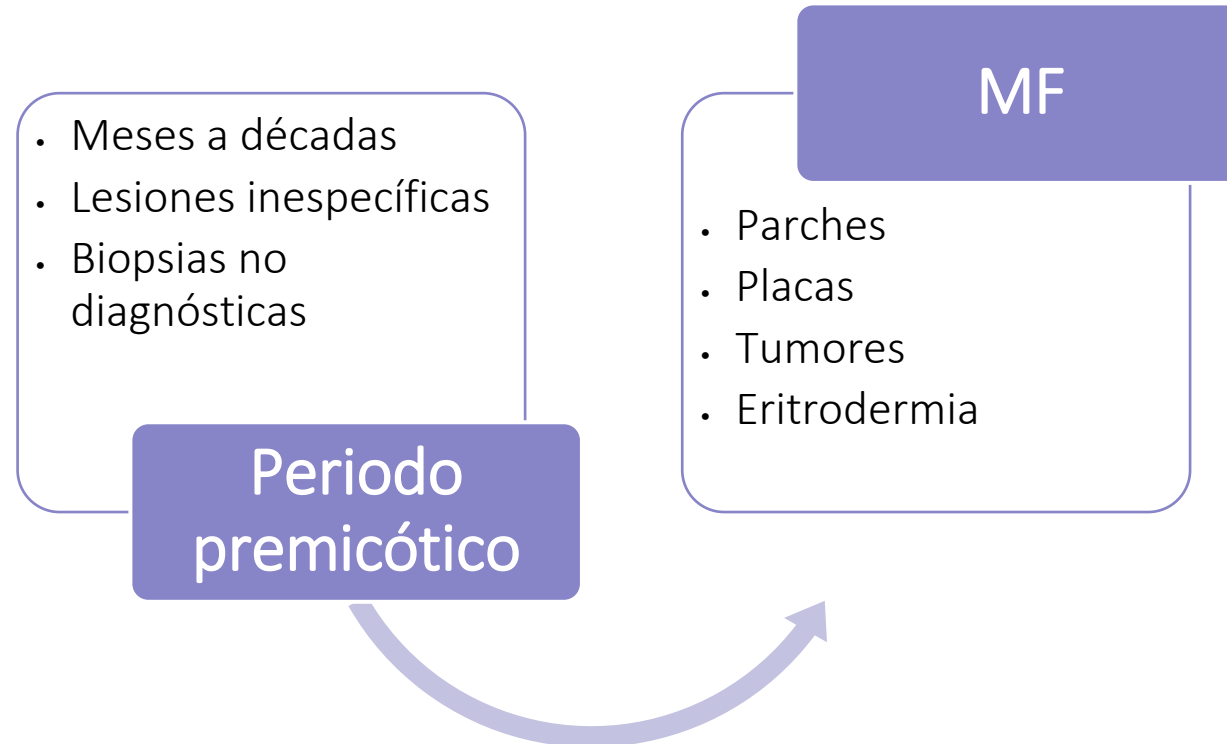 • Meses a décadas
• Lesiones inespecíficas
• Biopsias no
diagnósticas
Periodo
premicótico
MF
• Parches
• Placas
• Tumores
• Eritrodermia